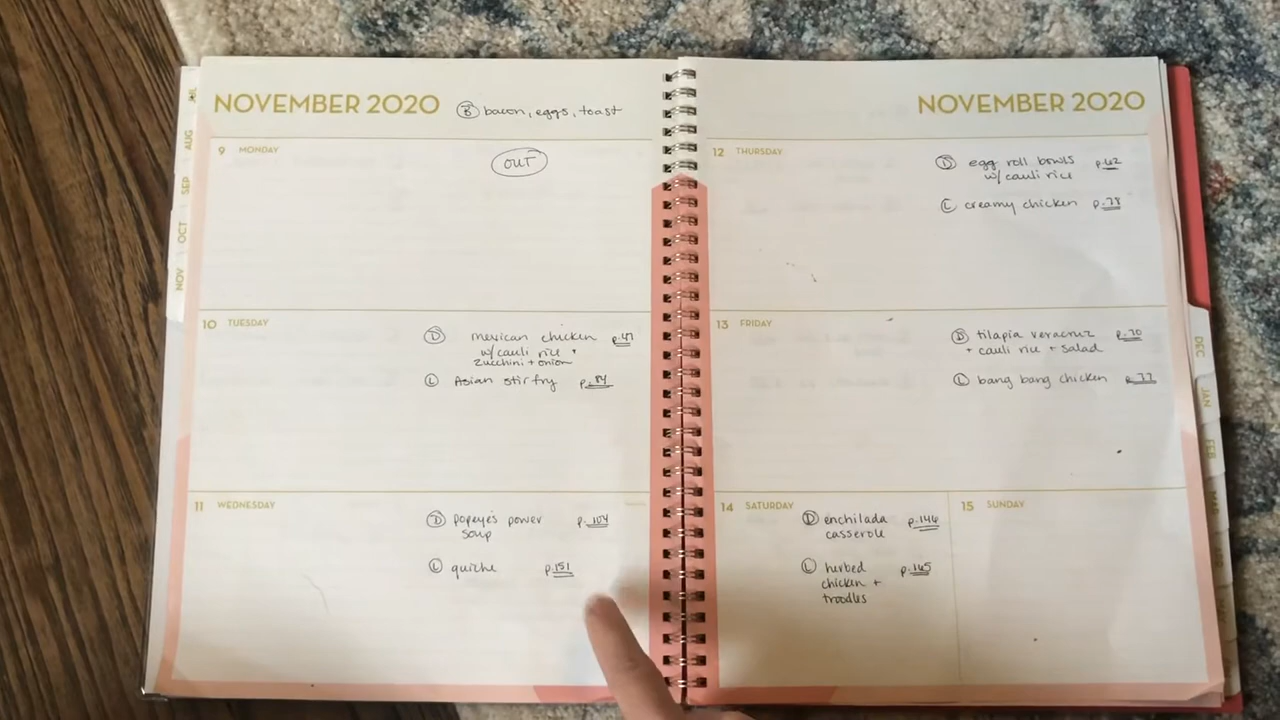 NOVEMBER 2020
B bacon, eggs, toast
9 MONDAY
OUT
10 TUESDAY
D mexican chicken p.47
w/ cauli rice +
zucchini + onion
L Asian stir fry p.84
11 WEDNESDAY
D popeye's power p.104
soup
L quiche p.151
NOVEMBER 2020
12 THURSDAY
D egg roll bowls p.62
w/ cauli rice
L creamy chicken p.78
13 FRIDAY
D tilapia veracruz p.70
+ cauli rice + salad
L bang bang chicken p.77
14 SATURDAY
D enchilada p.146
casserole
L herbed p.165
chicken +
troodles
15 SUNDAY
AUG
SEP
OCT
NOV
DEC
JAN
FEB